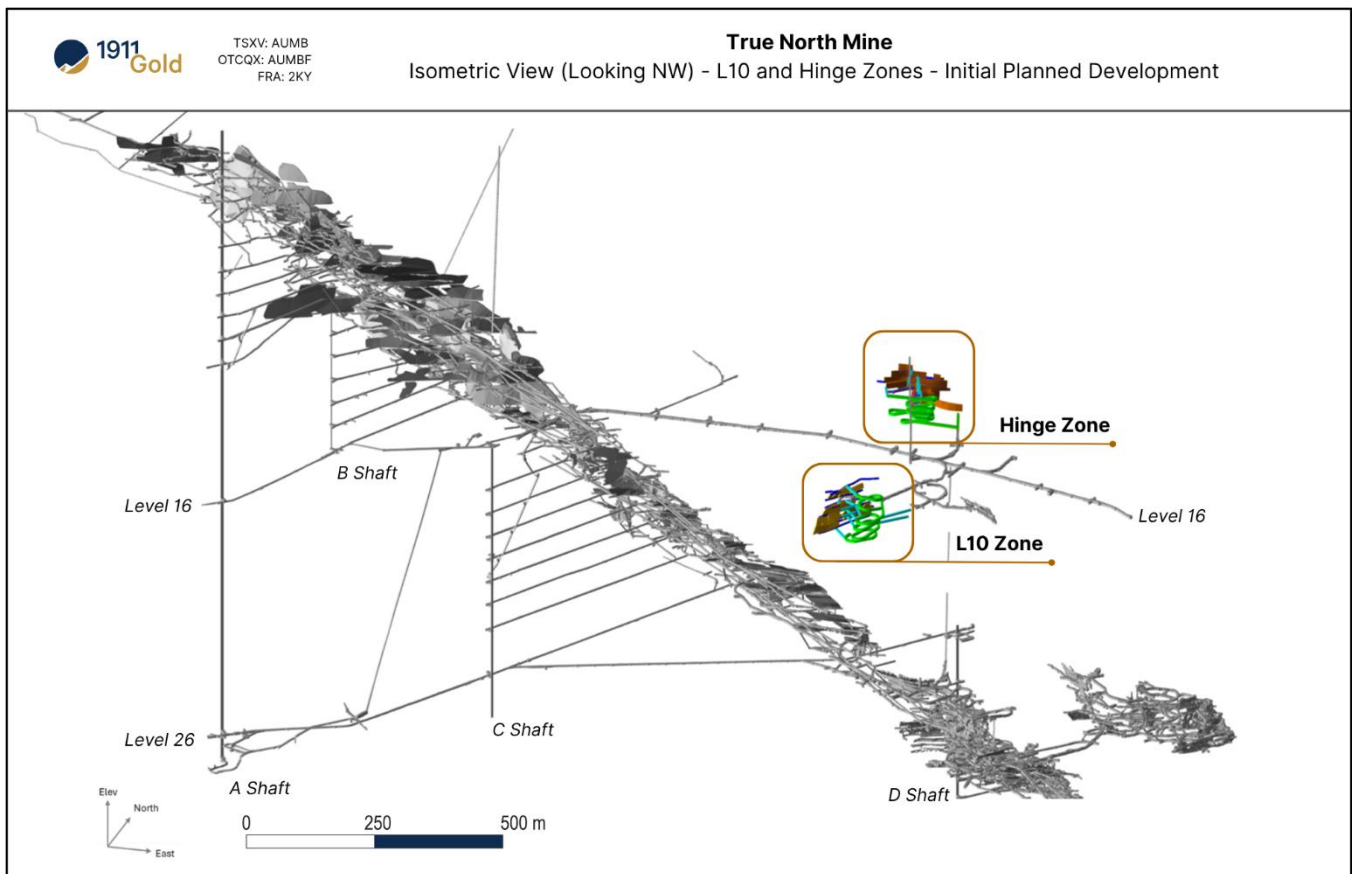 1911
Gold
TSXV: AUMB
OTCQX: AUMBF
FRA: 2KY
True North Mine
Isometric View (Looking NW) - L10 and Hinge Zones - Initial Planned Development
Hinge Zone
B Shaft
Level 16
Level 16
L10 Zone
C Shaft
Level 26
A Shaft
D Shaft
Elev
North
East
0
250
500 m